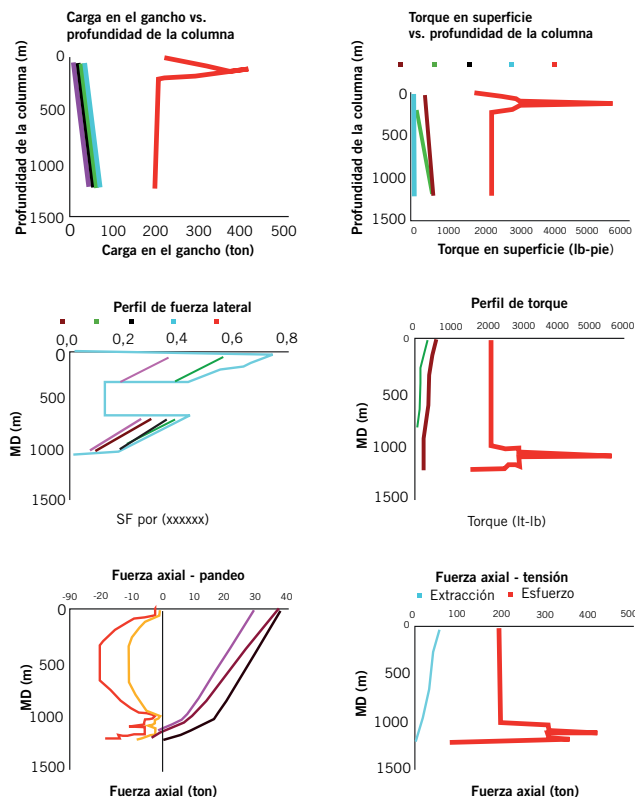 Carga en el gancho vs.
profundidad de la columna (m)
Profundidad de la columna (m)
0
500
1000
1500
0 100 200 300 400 500
Carga en el gancho (ton)
Torque en superficie
vs. profundidad de la columna
Profundidad de la columna (m)
0
500
1000
1500
0 1000 2000 3000 4000 5000 6000
Torque en superficie (lb-pie)
Perfil de fuerza lateral
0,0 0,2 0,4 0,6 0,8
MD (m)
0
500
1000
1500
SF por (xxxxxx)
Perfil de torque
0 1000 2000 3000 4000 5000 6000
MD (m)
0
500
1000
1500
Torque (lt-lb)
Fuerza axial - pandeo
-90 -20 -10 0 10 20 30 40
MD (m)
0
500
1000
1500
Fuerza axial (ton)
Fuerza axial - tensión
Extracción Esfuerzo
0 100 200 300 400 500
MD (m)
0
500
1000
1500
Fuerza axial (ton)